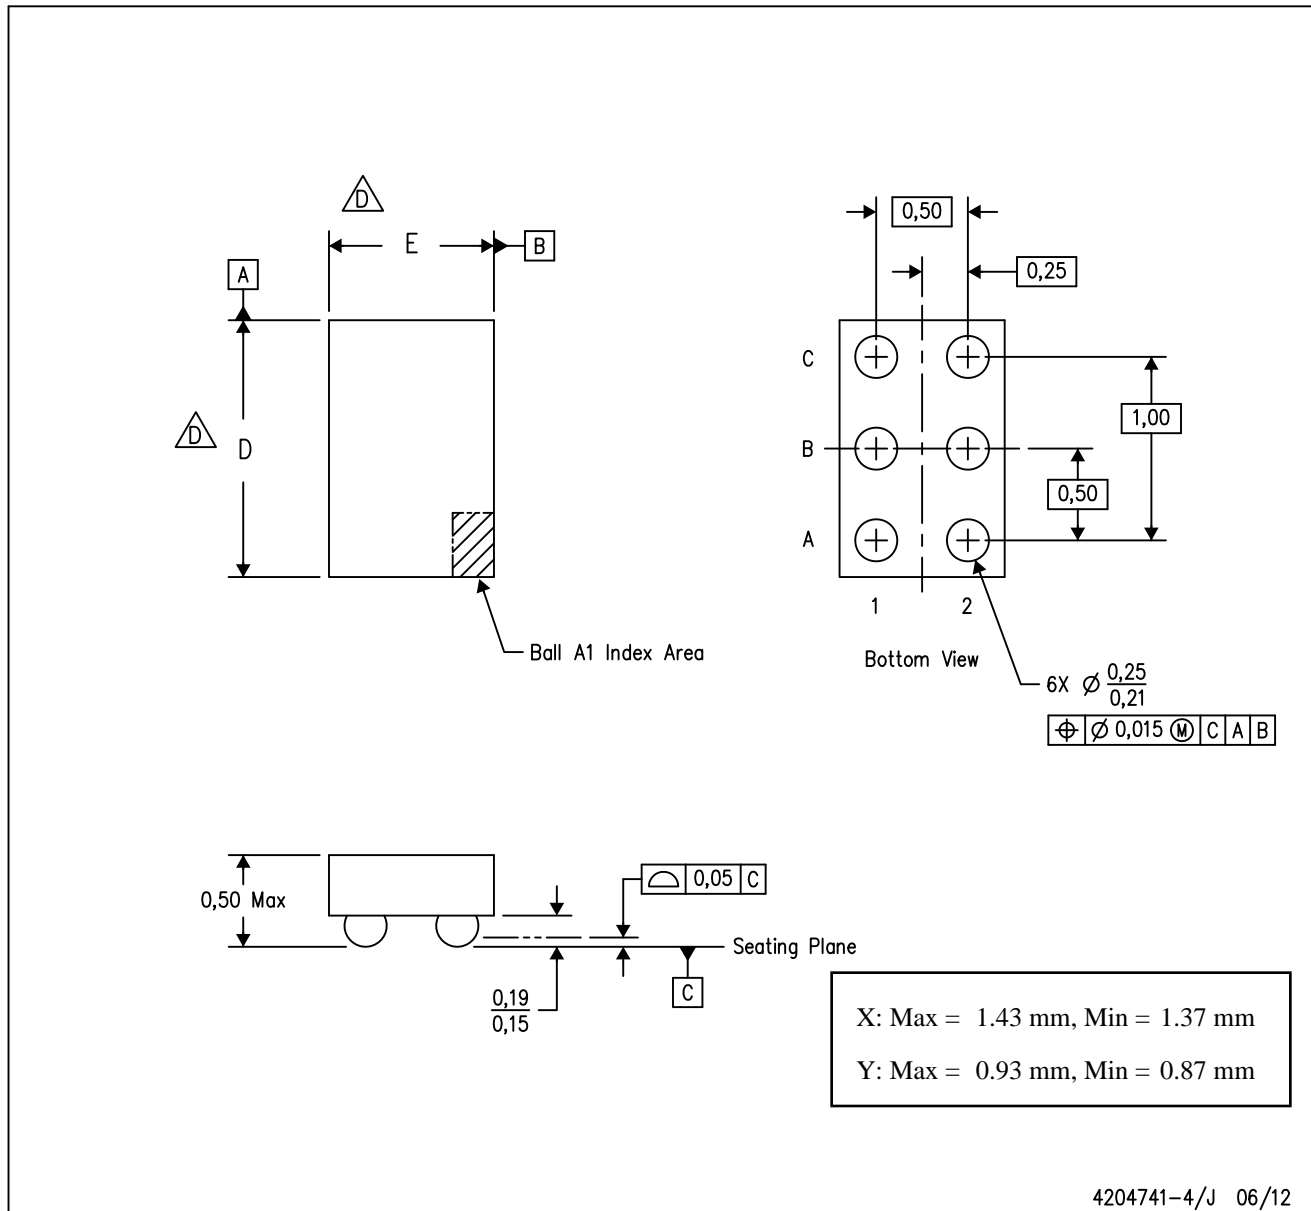 D
E
B
A
D
D
Ball A1 Index Area
0,50
0,25
C
B
A
1,00
0,50
1
2
Bottom View
6X Ø 0,25
0,21
⌖ Ø 0,015 Ⓜ C A B
0,50 Max
⌓ 0,05 C
Seating Plane
C
0,19
0,15
X: Max = 1.43 mm, Min = 1.37 mm
Y: Max = 0.93 mm, Min = 0.87 mm
4204741-4/J 06/12